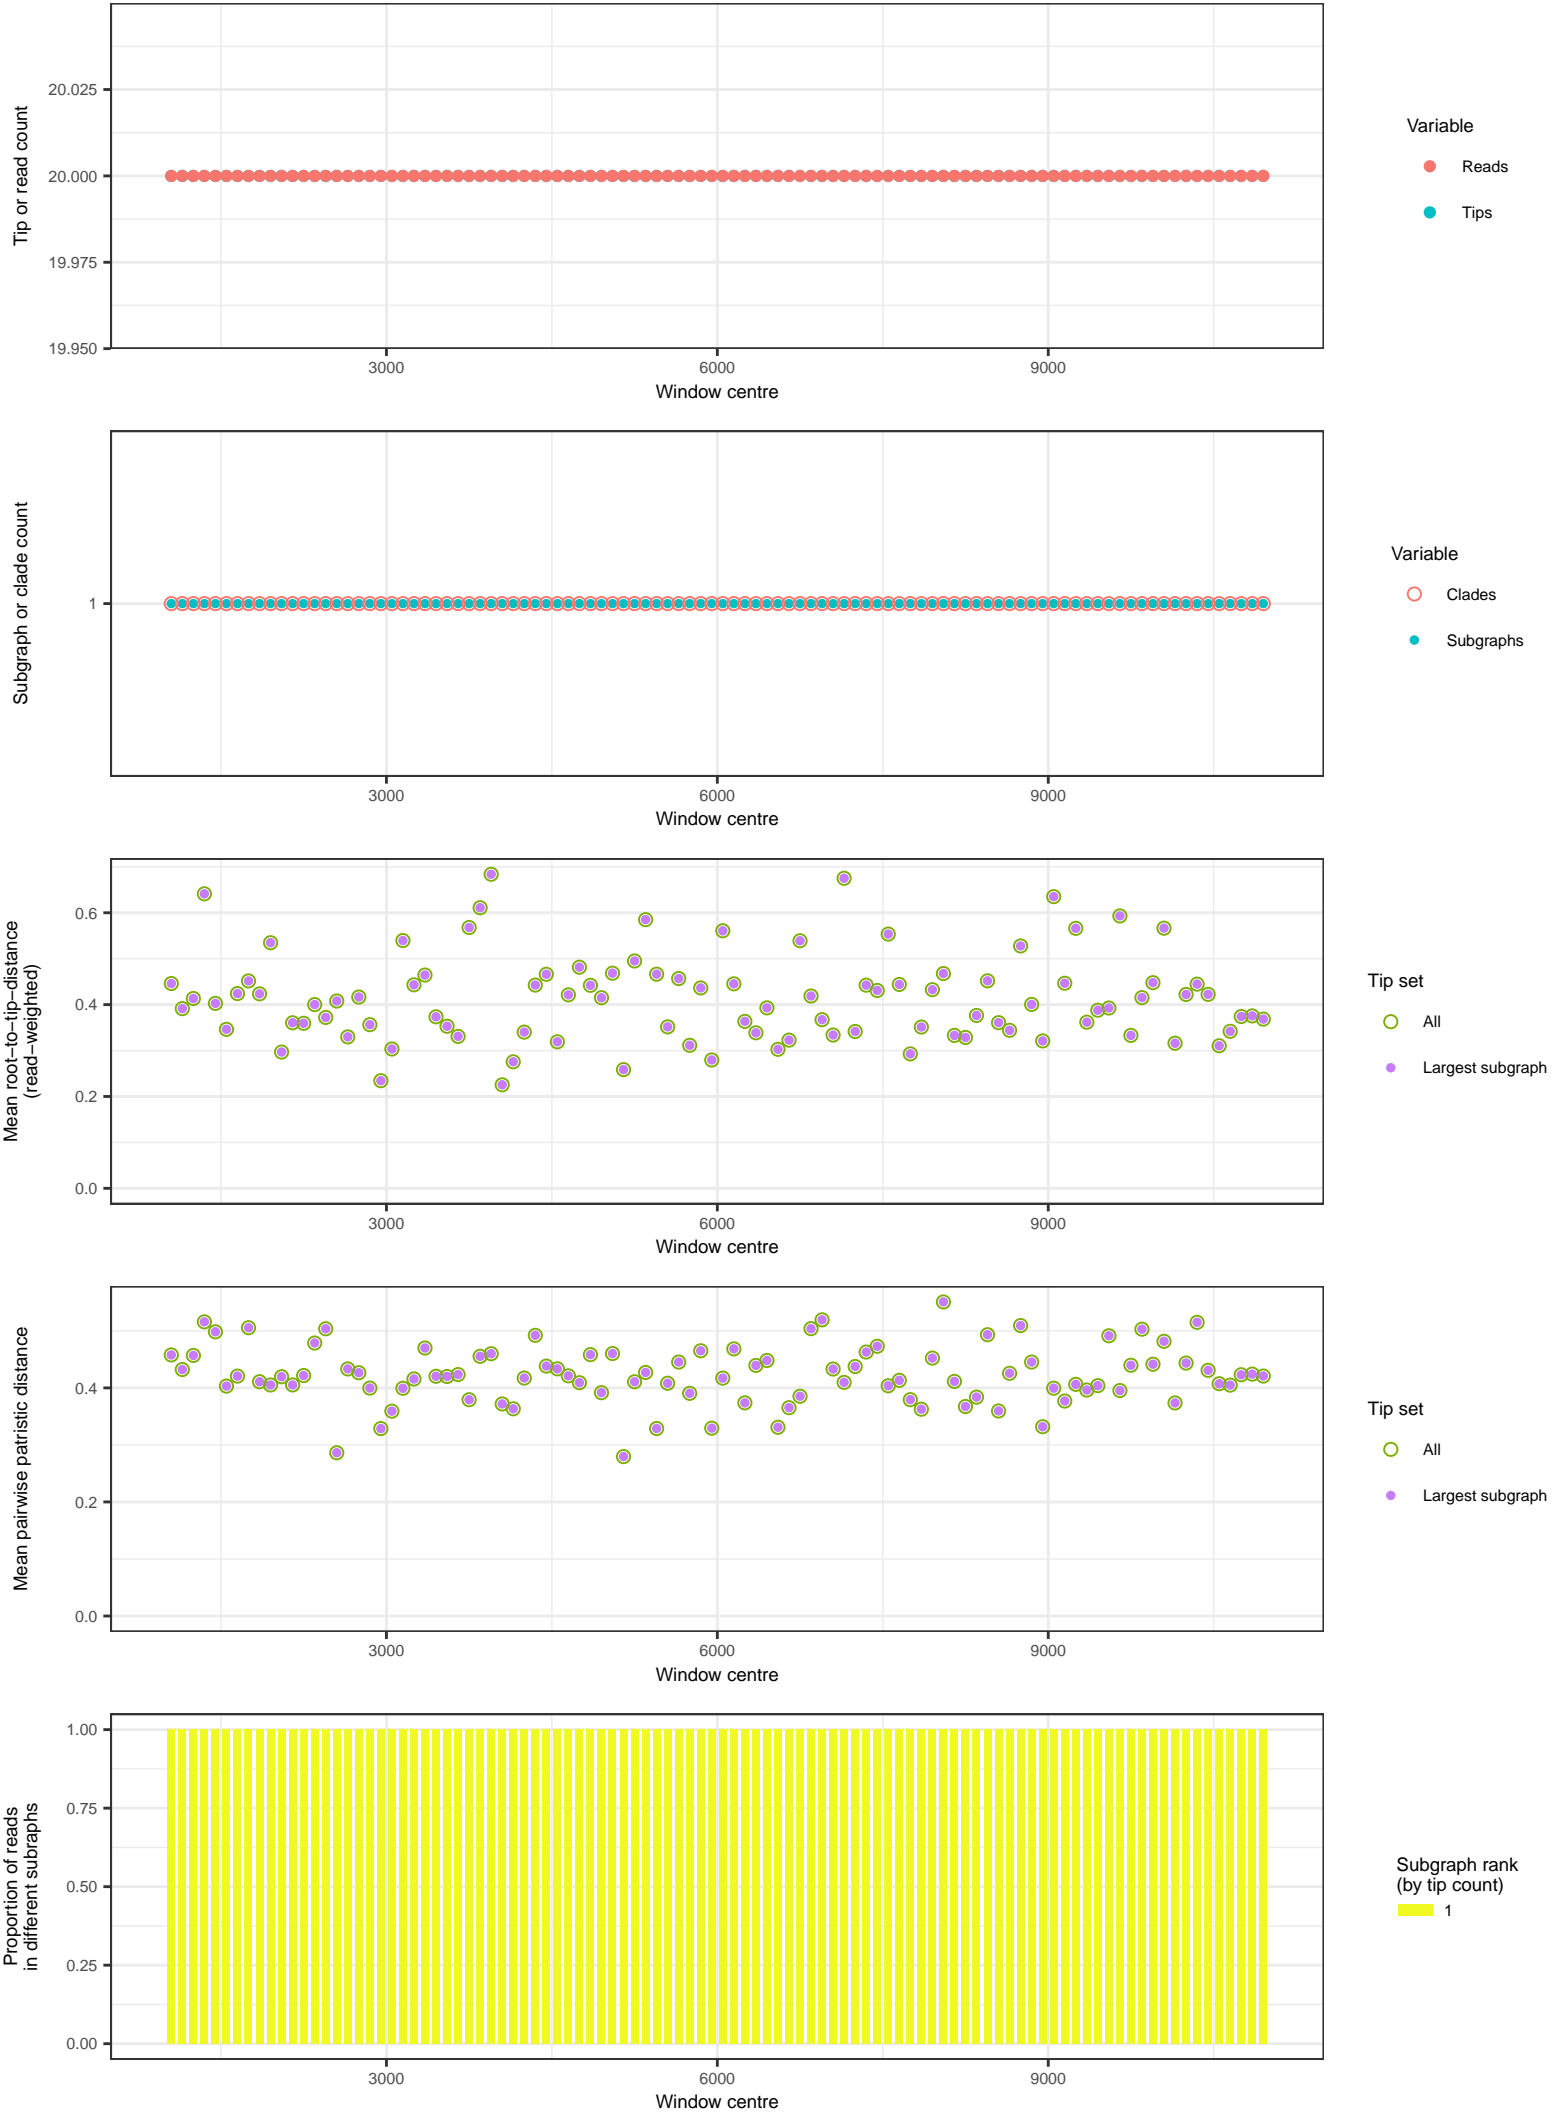 20.025
20.000
19.975
19.950
Tip or read count
3000 6000 9000
Window centre
Variable
Reads
Tips
1
Subgraph or clade count
3000 6000 9000
Window centre
Variable
Clades
Subgraphs
0.6
0.4
0.2
0.0
Mean root−to−tip−distance
(read−weighted)
3000 6000 9000
Window centre
Tip set
All
Largest subgraph
0.4
0.2
0.0
Mean pairwise patristic distance
3000 6000 9000
Window centre
Tip set
All
Largest subgraph
1.00
0.75
0.50
0.25
0.00
Proportion of reads
in different subraphs
3000 6000 9000
Window centre
Subgraph rank
(by tip count)
1